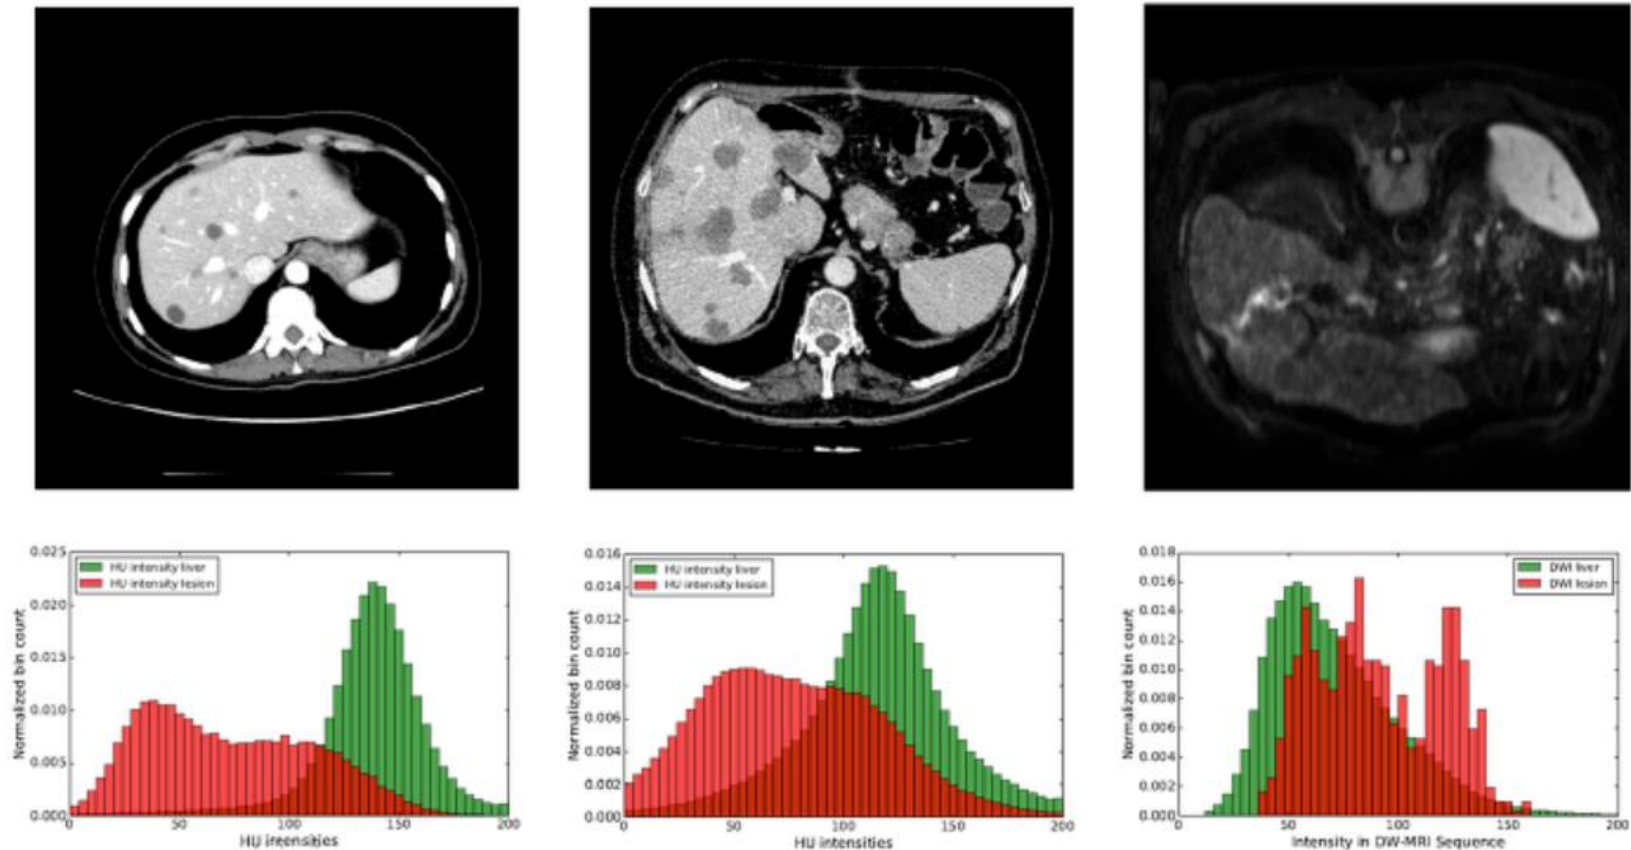 0.025
0.020
0.015
0.010
0.005
0.000
0 50 100 150 200
Normalized bin count
HU intensities
HU intensity liver
HU intensity lesion
0.016
0.014
0.012
0.010
0.008
0.006
0.004
0.002
0.000
0 50 100 150 200
Normalized bin count
HU intensities
HU intensity liver
HU intensity lesion
0.018
0.016
0.014
0.012
0.010
0.008
0.006
0.004
0.002
0.000
0 50 100 150 200
Normalized bin count
Intensity in DW-MRI Sequence
DWI liver
DWI lesion